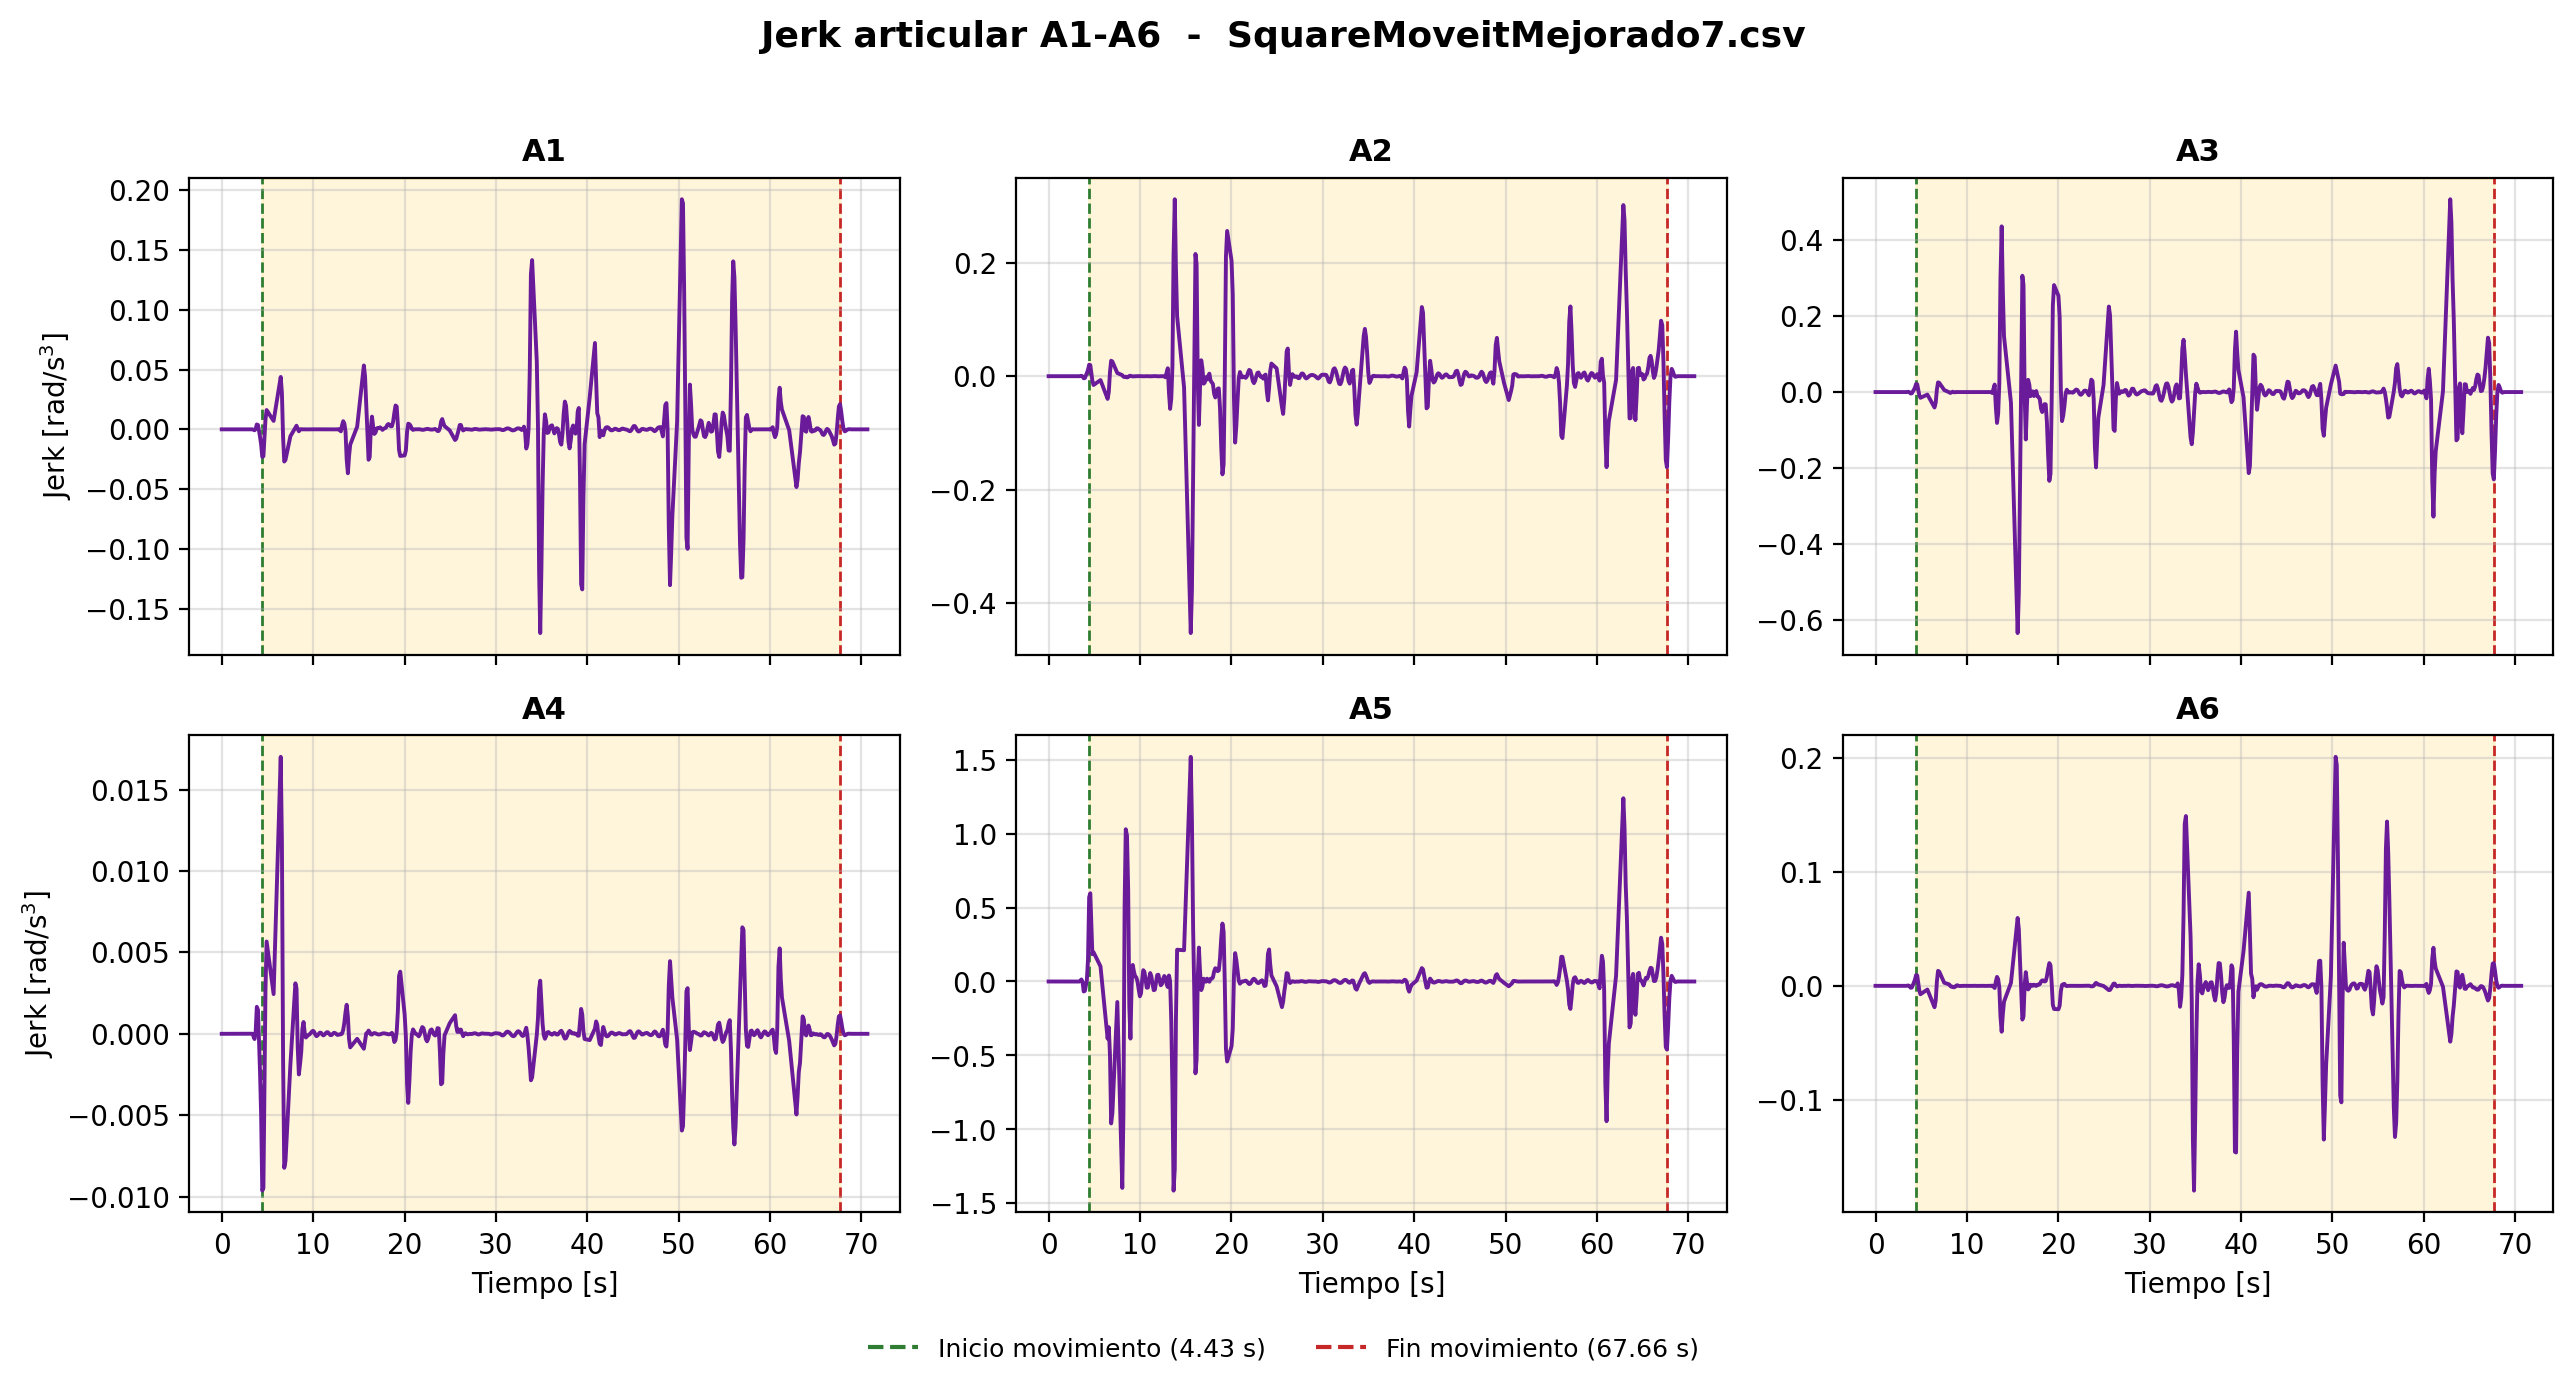 Jerk articular A1-A6  -  SquareMoveitMejorado7.csv
A1
A2
A3
0.20
0.15
0.10
0.05
0.00
−0.05
−0.10
−0.15
Jerk [rad/s³]
0.2
0.0
−0.2
−0.4
0.4
0.2
0.0
−0.2
−0.4
−0.6
A4
A5
A6
0.015
0.010
0.005
0.000
−0.005
−0.010
Jerk [rad/s³]
0 10 20 30 40 50 60 70
Tiempo [s]
1.5
1.0
0.5
0.0
−0.5
−1.0
−1.5
0 10 20 30 40 50 60 70
Tiempo [s]
0.2
0.1
0.0
−0.1
0 10 20 30 40 50 60 70
Tiempo [s]
Inicio movimiento (4.43 s)
Fin movimiento (67.66 s)